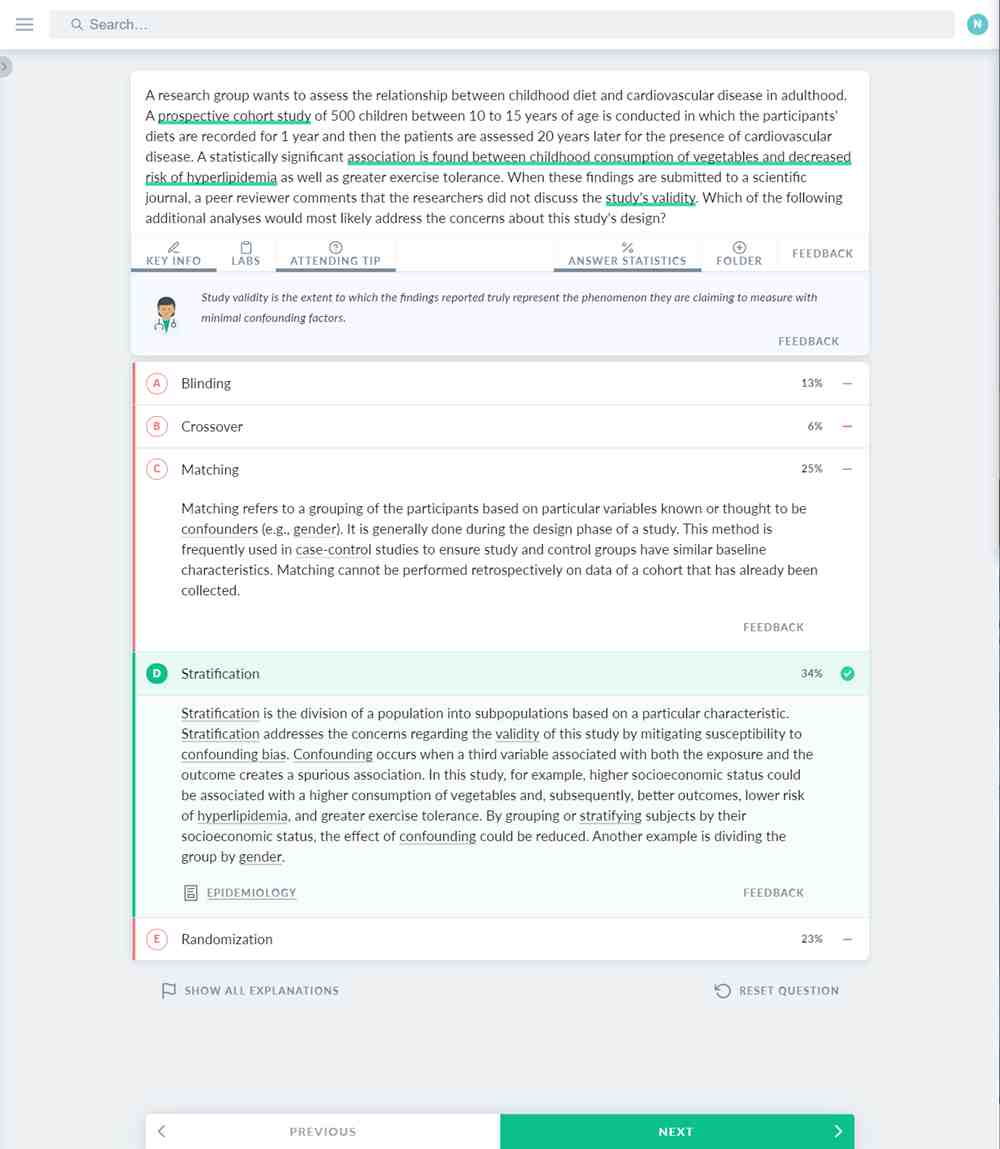 Search...
N
A research group wants to assess the relationship between childhood diet and cardiovascular disease in adulthood.
A prospective cohort study of 500 children between 10 to 15 years of age is conducted in which the participants'
diets are recorded for 1 year and then the patients are assessed 20 years later for the presence of cardiovascular
disease. A statistically significant association is found between childhood consumption of vegetables and decreased
risk of hyperlipidemia as well as greater exercise tolerance. When these findings are submitted to a scientific
journal, a peer reviewer comments that the researchers did not discuss the study's validity. Which of the following
additional analyses would most likely address the concerns about this study's design?
KEY INFO LABS ATTENDING TIP ANSWER STATISTICS FOLDER FEEDBACK
Study validity is the extent to which the findings reported truly represent the phenomenon they are claiming to measure with
minimal confounding factors.
FEEDBACK
A Blinding 13%
B Crossover 6%
C Matching 25%
Matching refers to a grouping of the participants based on particular variables known or thought to be
confounders (e.g., gender). It is generally done during the design phase of a study. This method is
frequently used in case-control studies to ensure study and control groups have similar baseline
characteristics. Matching cannot be performed retrospectively on data of a cohort that has already been
collected.
FEEDBACK
D Stratification 34%
Stratification is the division of a population into subpopulations based on a particular characteristic.
Stratification addresses the concerns regarding the validity of this study by mitigating susceptibility to
confounding bias. Confounding occurs when a third variable associated with both the exposure and the
outcome creates a spurious association. In this study, for example, higher socioeconomic status could
be associated with a higher consumption of vegetables and, subsequently, better outcomes, lower risk
of hyperlipidemia, and greater exercise tolerance. By grouping or stratifying subjects by their
socioeconomic status, the effect of confounding could be reduced. Another example is dividing the
group by gender.
EPIDEMIOLOGY FEEDBACK
E Randomization 23%
SHOW ALL EXPLANATIONS RESET QUESTION
PREVIOUS NEXT